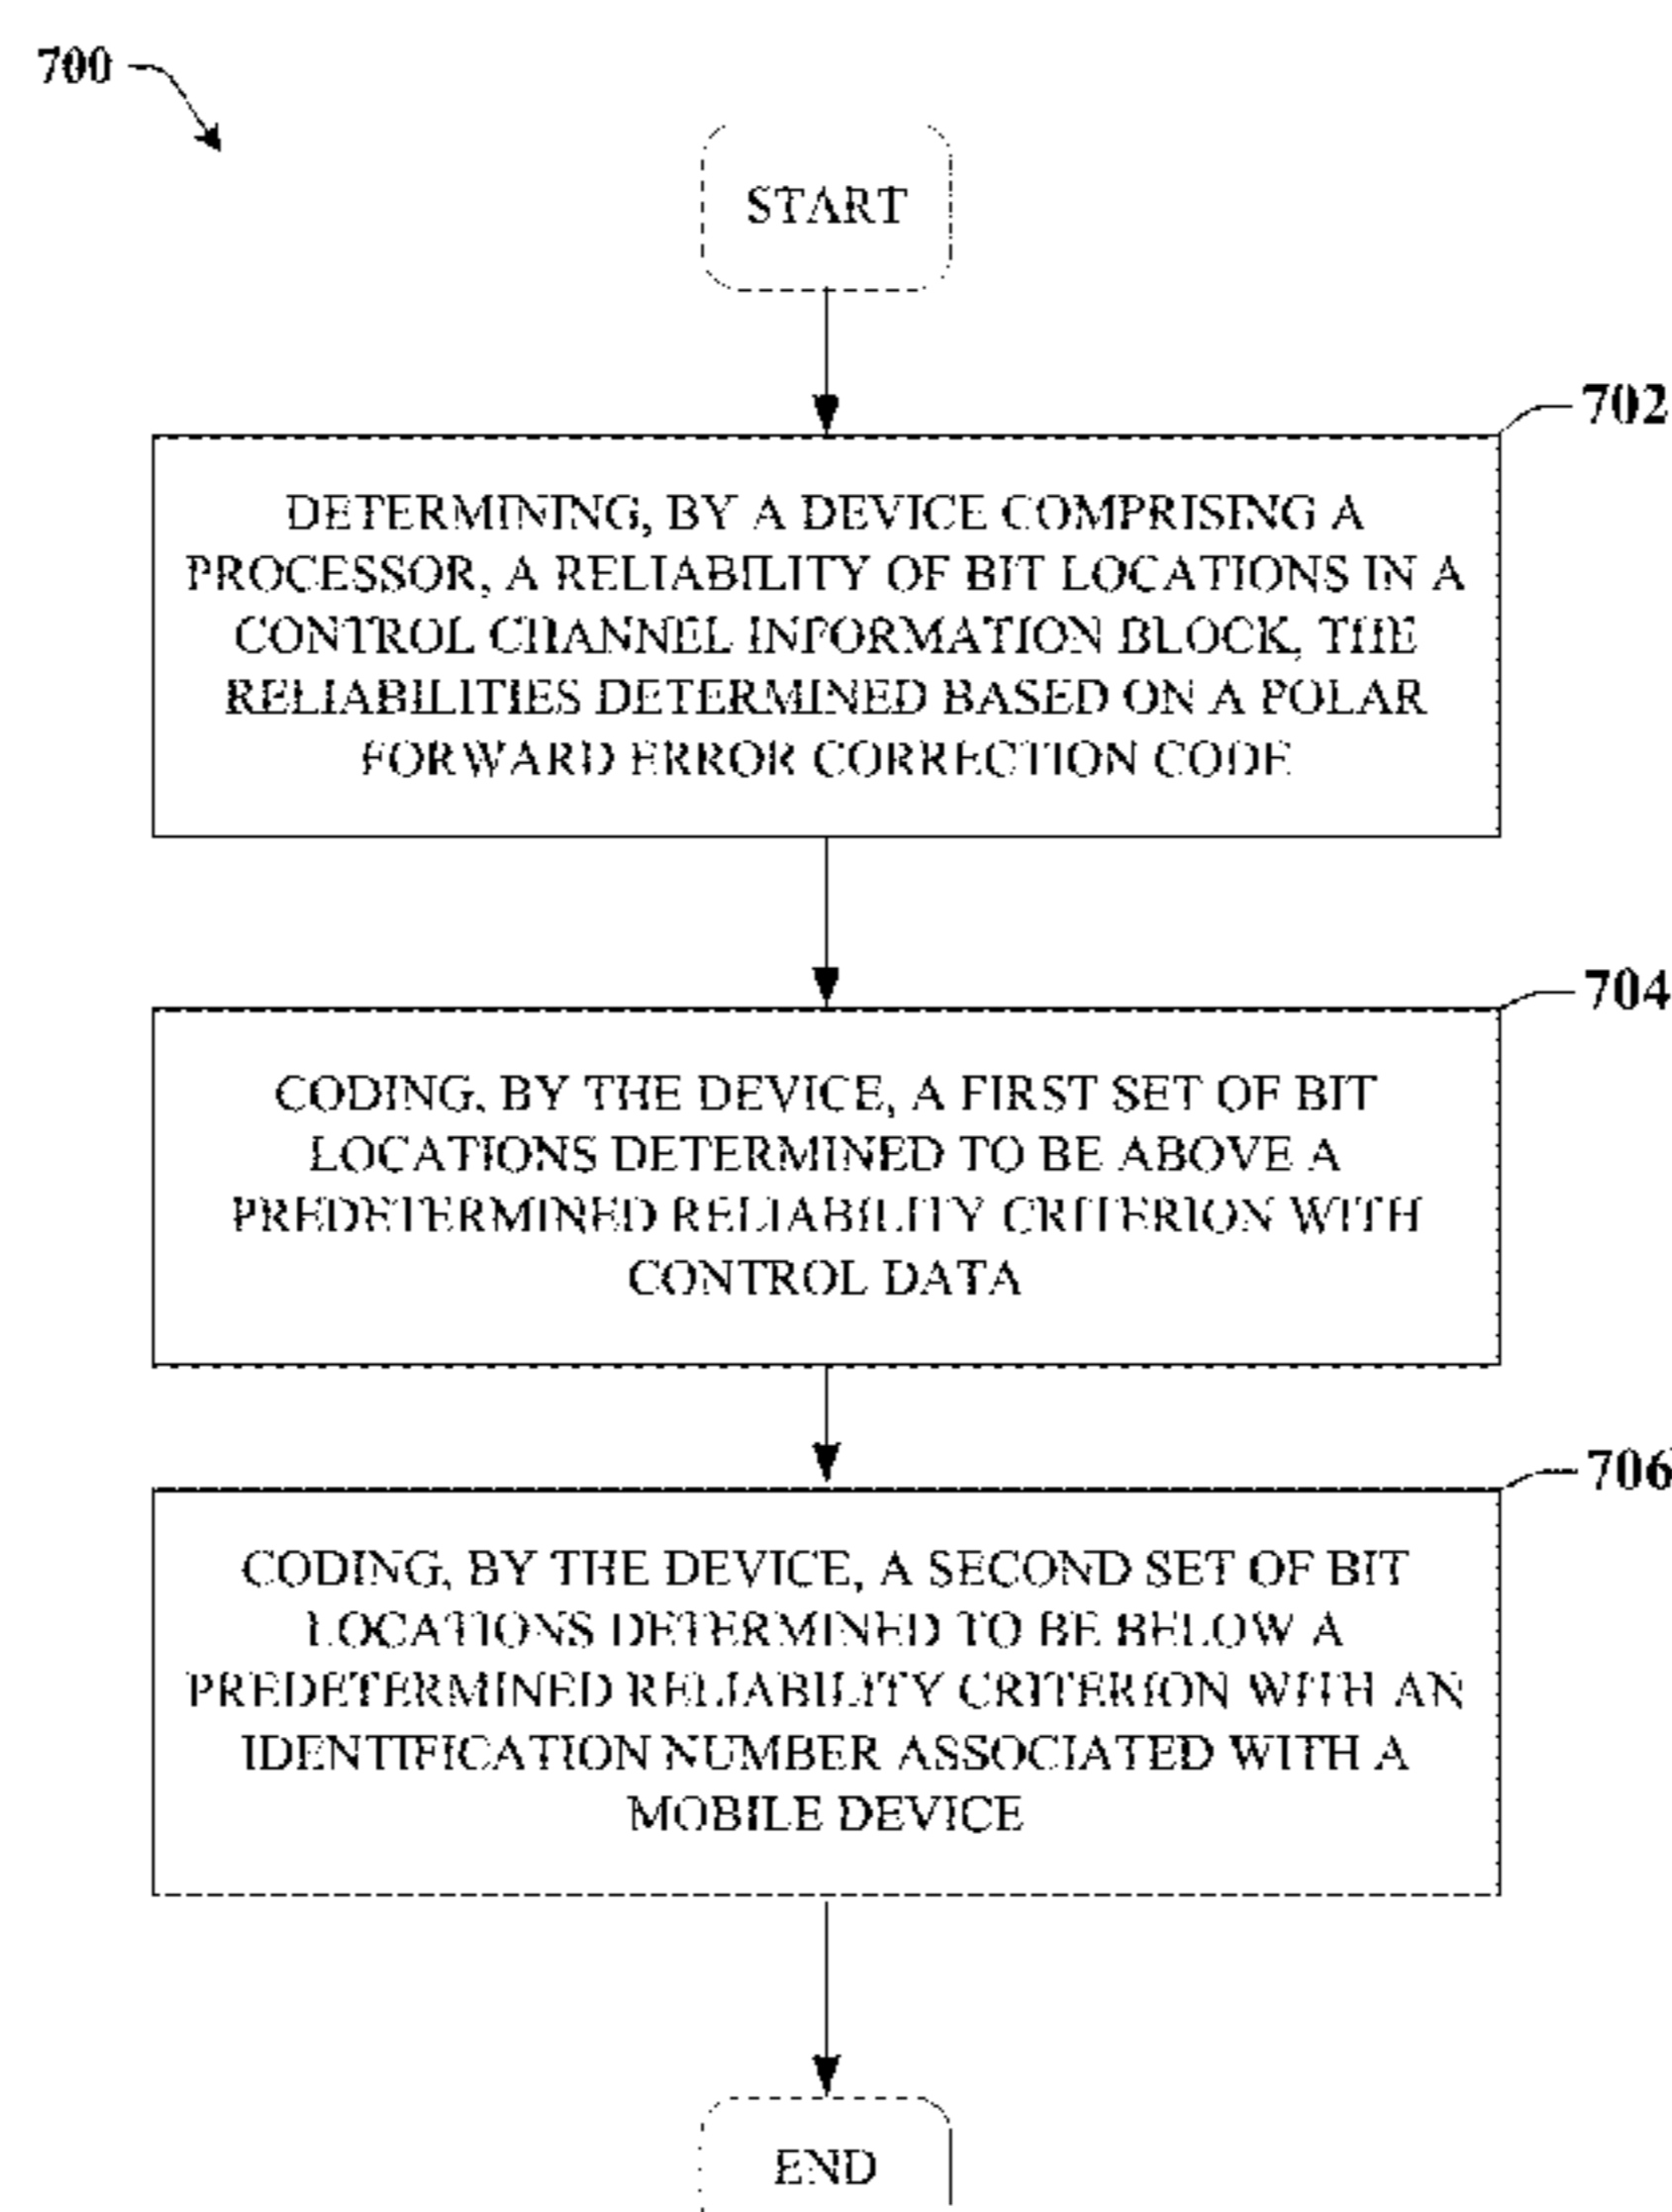 700
START
702
DETERMINING, BY A DEVICE COMPRISING A
PROCESSOR, A RELIABILITY OF BIT LOCATIONS IN A
CONTROL CHANNEL INFORMATION BLOCK, THE
RELIABILITIES DETERMINED BASED ON A POLAR
FORWARD ERROR CORRECTION CODE
704
CODING, BY THE DEVICE, A FIRST SET OF BIT
LOCATIONS DETERMINED TO BE ABOVE A
PREDETERMINED RELIABILITY CRITERION WITH
CONTROL DATA
706
CODING, BY THE DEVICE, A SECOND SET OF BIT
LOCATIONS DETERMINED TO BE BELOW A
PREDETERMINED RELIABILITY CRITERION WITH AN
IDENTIFICATION NUMBER ASSOCIATED WITH A
MOBILE DEVICE
END